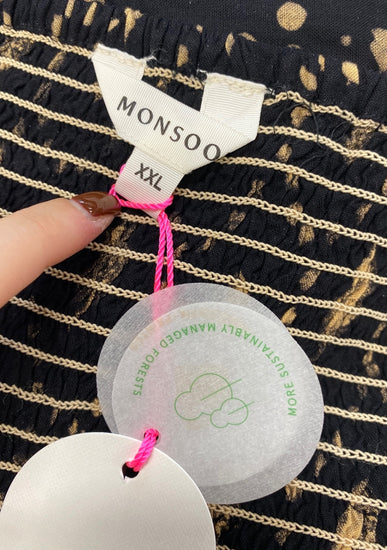 MONSOO
XXL
MORE SUSTAINABLY MANAGED FORESTS